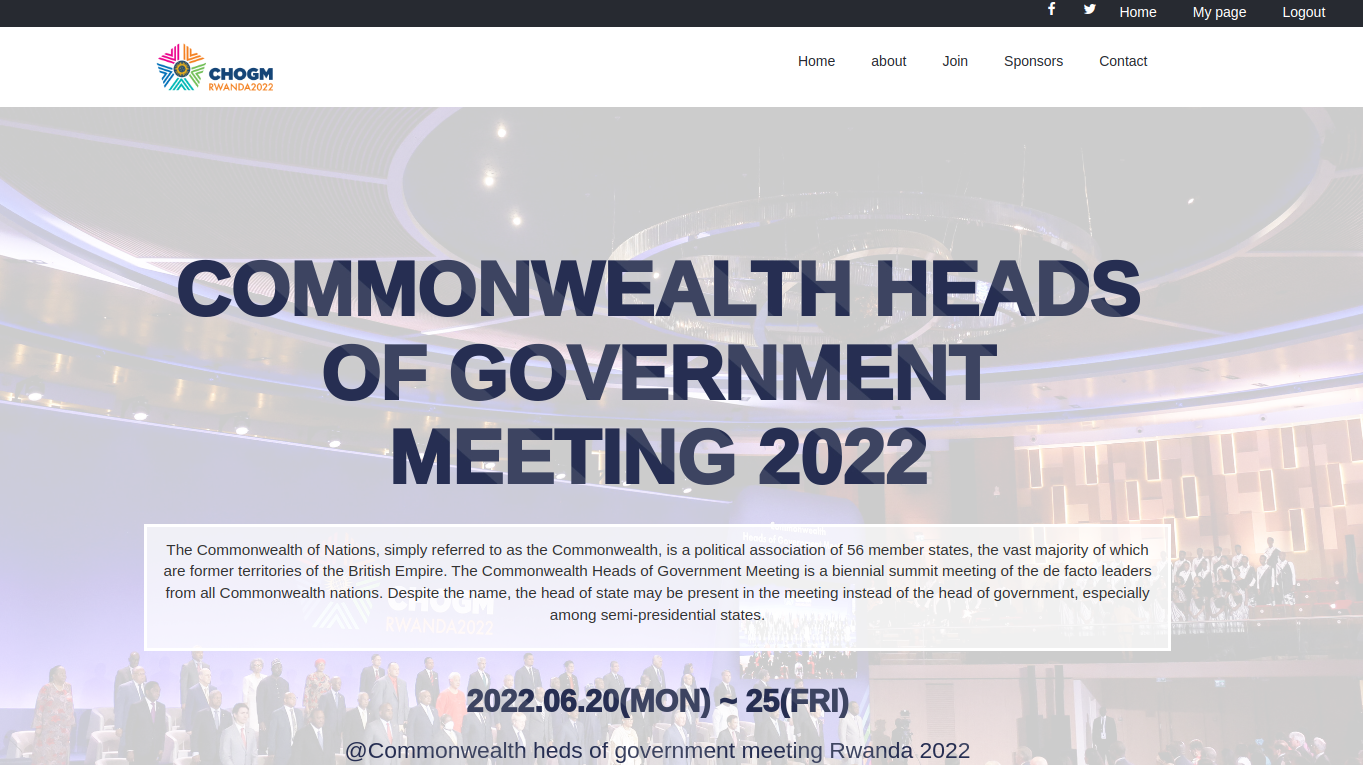 Home My page Logout
CHOGM
RWANDA2022
Home about Join Sponsors Contact
COMMONWEALTH HEADS
OF GOVERNMENT
MEETING 2022
The Commonwealth of Nations, simply referred to as the Commonwealth, is a political association of 56 member states, the vast majority of which
are former territories of the British Empire. The Commonwealth Heads of Government Meeting is a biennial summit meeting of the de facto leaders
from all Commonwealth nations. Despite the name, the head of state may be present in the meeting instead of the head of government, especially
among semi-presidential states.
RWANDA2022
2022.06.20(MON) ~ 25(FRI)
@Commonwealth heds of government meeting Rwanda 2022